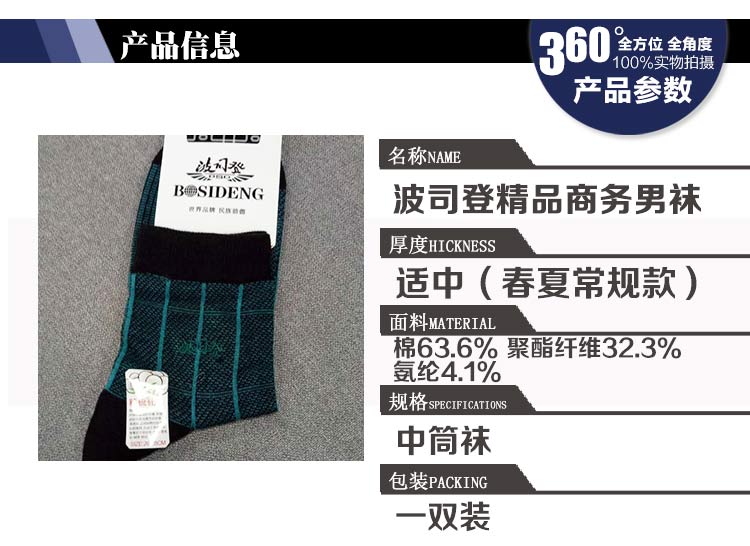 产品信息
360°全方位 全角度
100%实物拍摄
产品参数
波司登
BSD
BOSIDENG
世界品牌 民族骄傲
名称NAME
波司登精品商务男袜
厚度HICKNESS
适中（春夏常规款）
面料MATERIAL
棉63.6% 聚酯纤维32.3%
氨纶4.1%
规格SPECIFICATIONS
中筒袜
包装PACKING
一双装